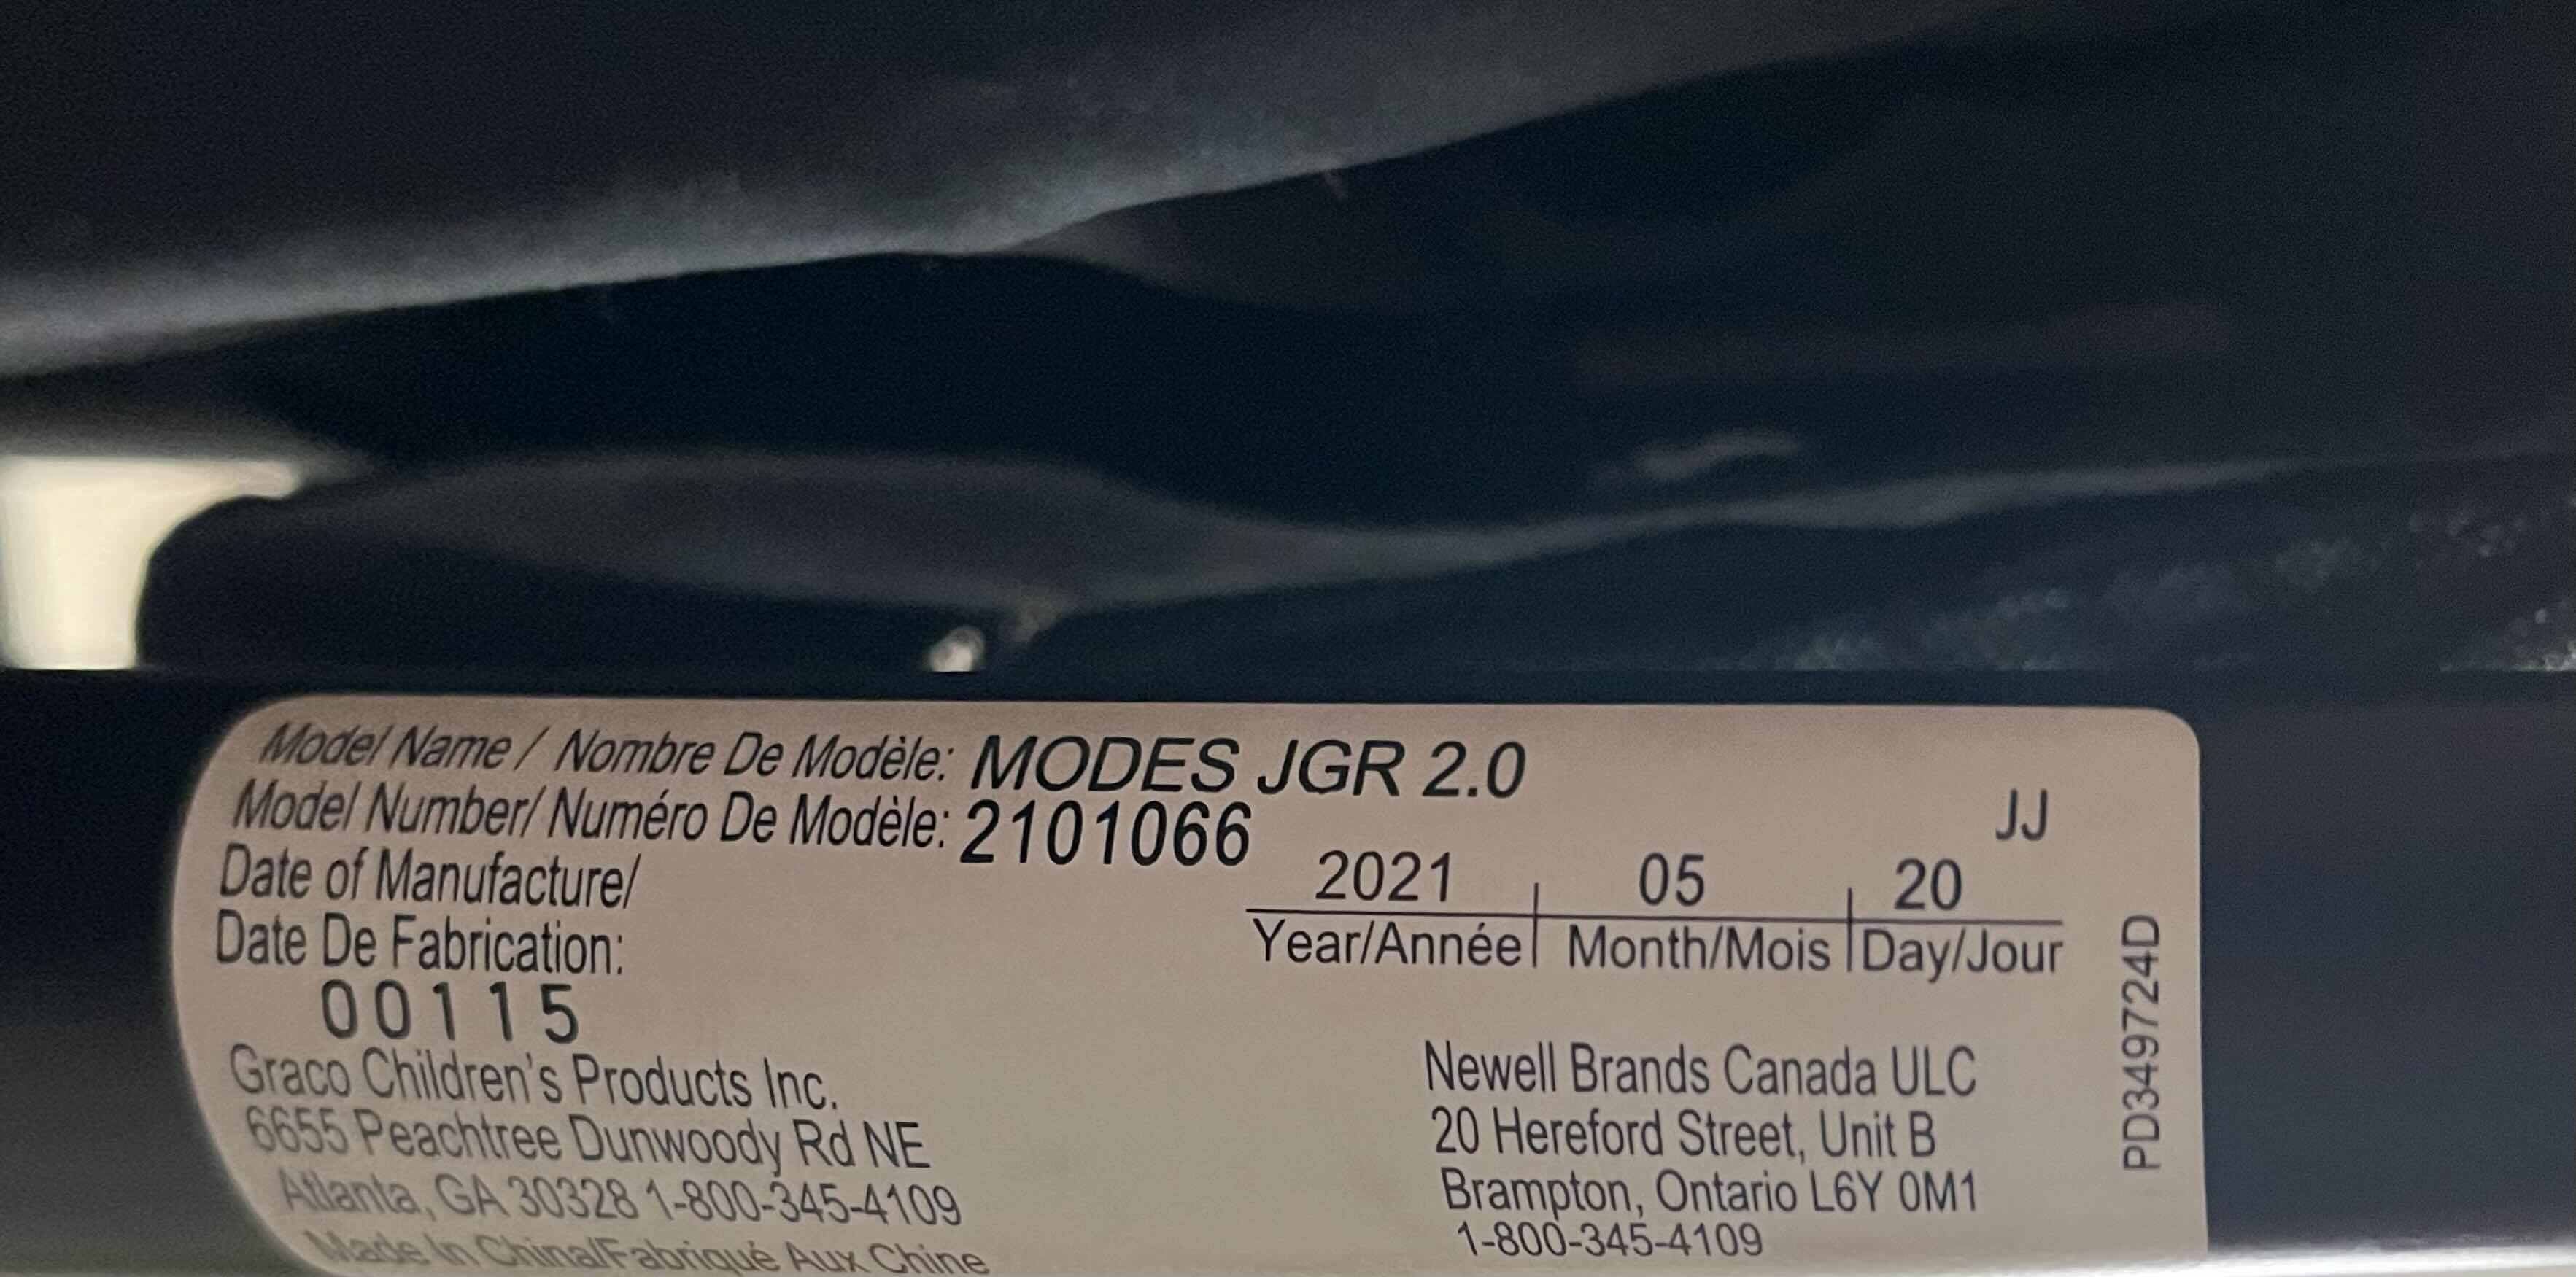 Model Name / Nombre De Modèle: MODES JGR 2.0
Model Number/ Numéro De Modèle: 2101066
JJ
Date of Manufacture/
Date De Fabrication:
2021 05 20
Year/Année Month/Mois Day/Jour
00115
Graco Children's Products Inc.
6655 Peachtree Dunwoody Rd NE
Atlanta, GA 30328 1-800-345-4109
Made In China/Fabriqué Aux Chine
Newell Brands Canada ULC
20 Hereford Street, Unit B
Brampton, Ontario L6Y 0M1
1-800-345-4109
PD349724D